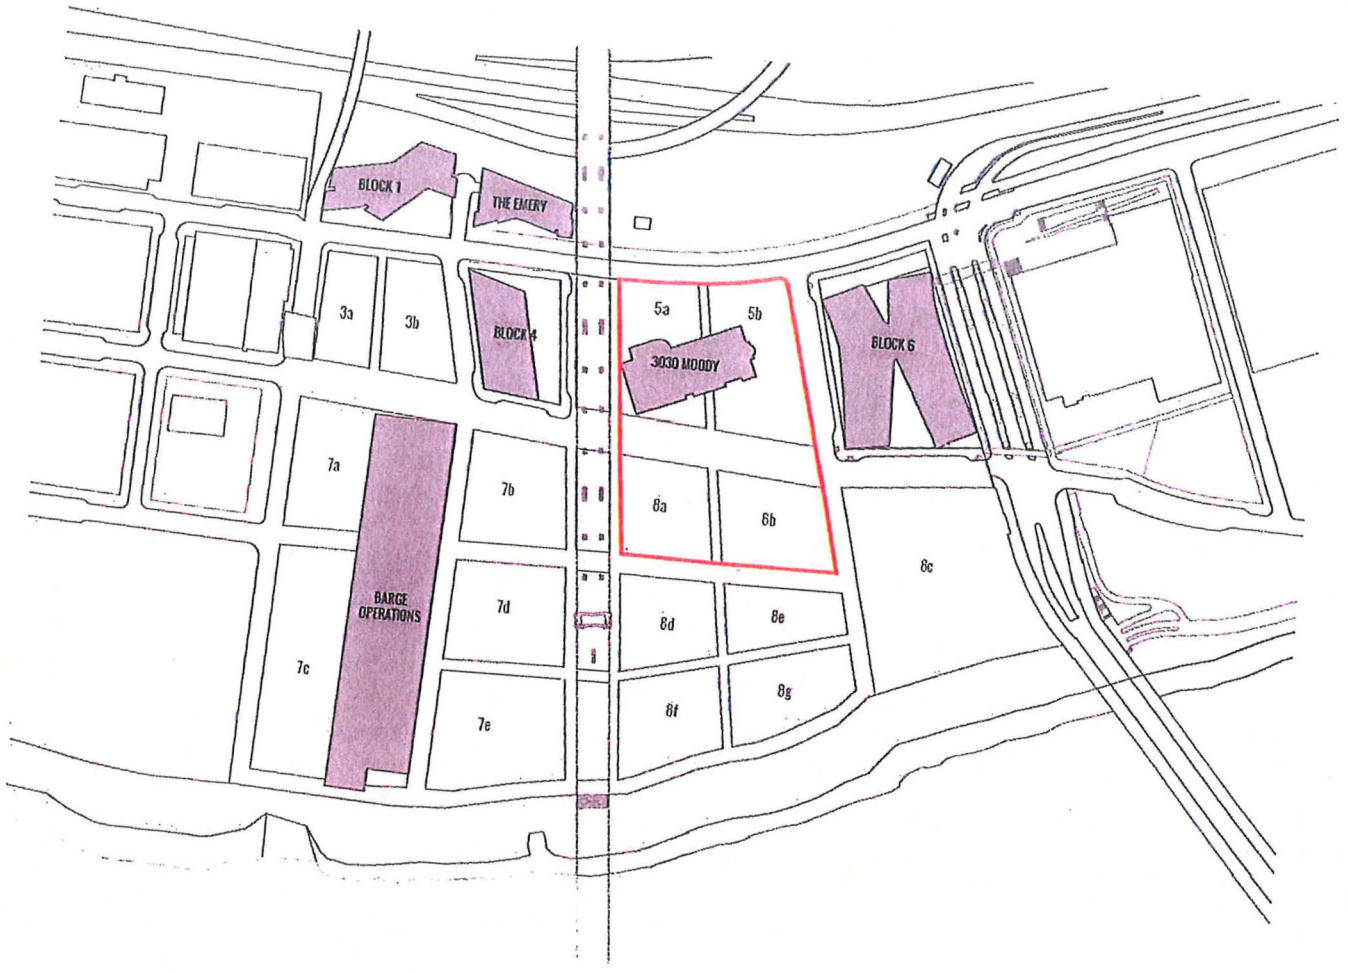 BLOCK 1
THE EMERY
3a
3b
BLOCK 4
5a
5b
3030 MOODY
BLOCK 6
7a
7b
8a
6b
8c
BARGE
OPERATIONS
7d
8d
8e
7c
7e
8f
8g